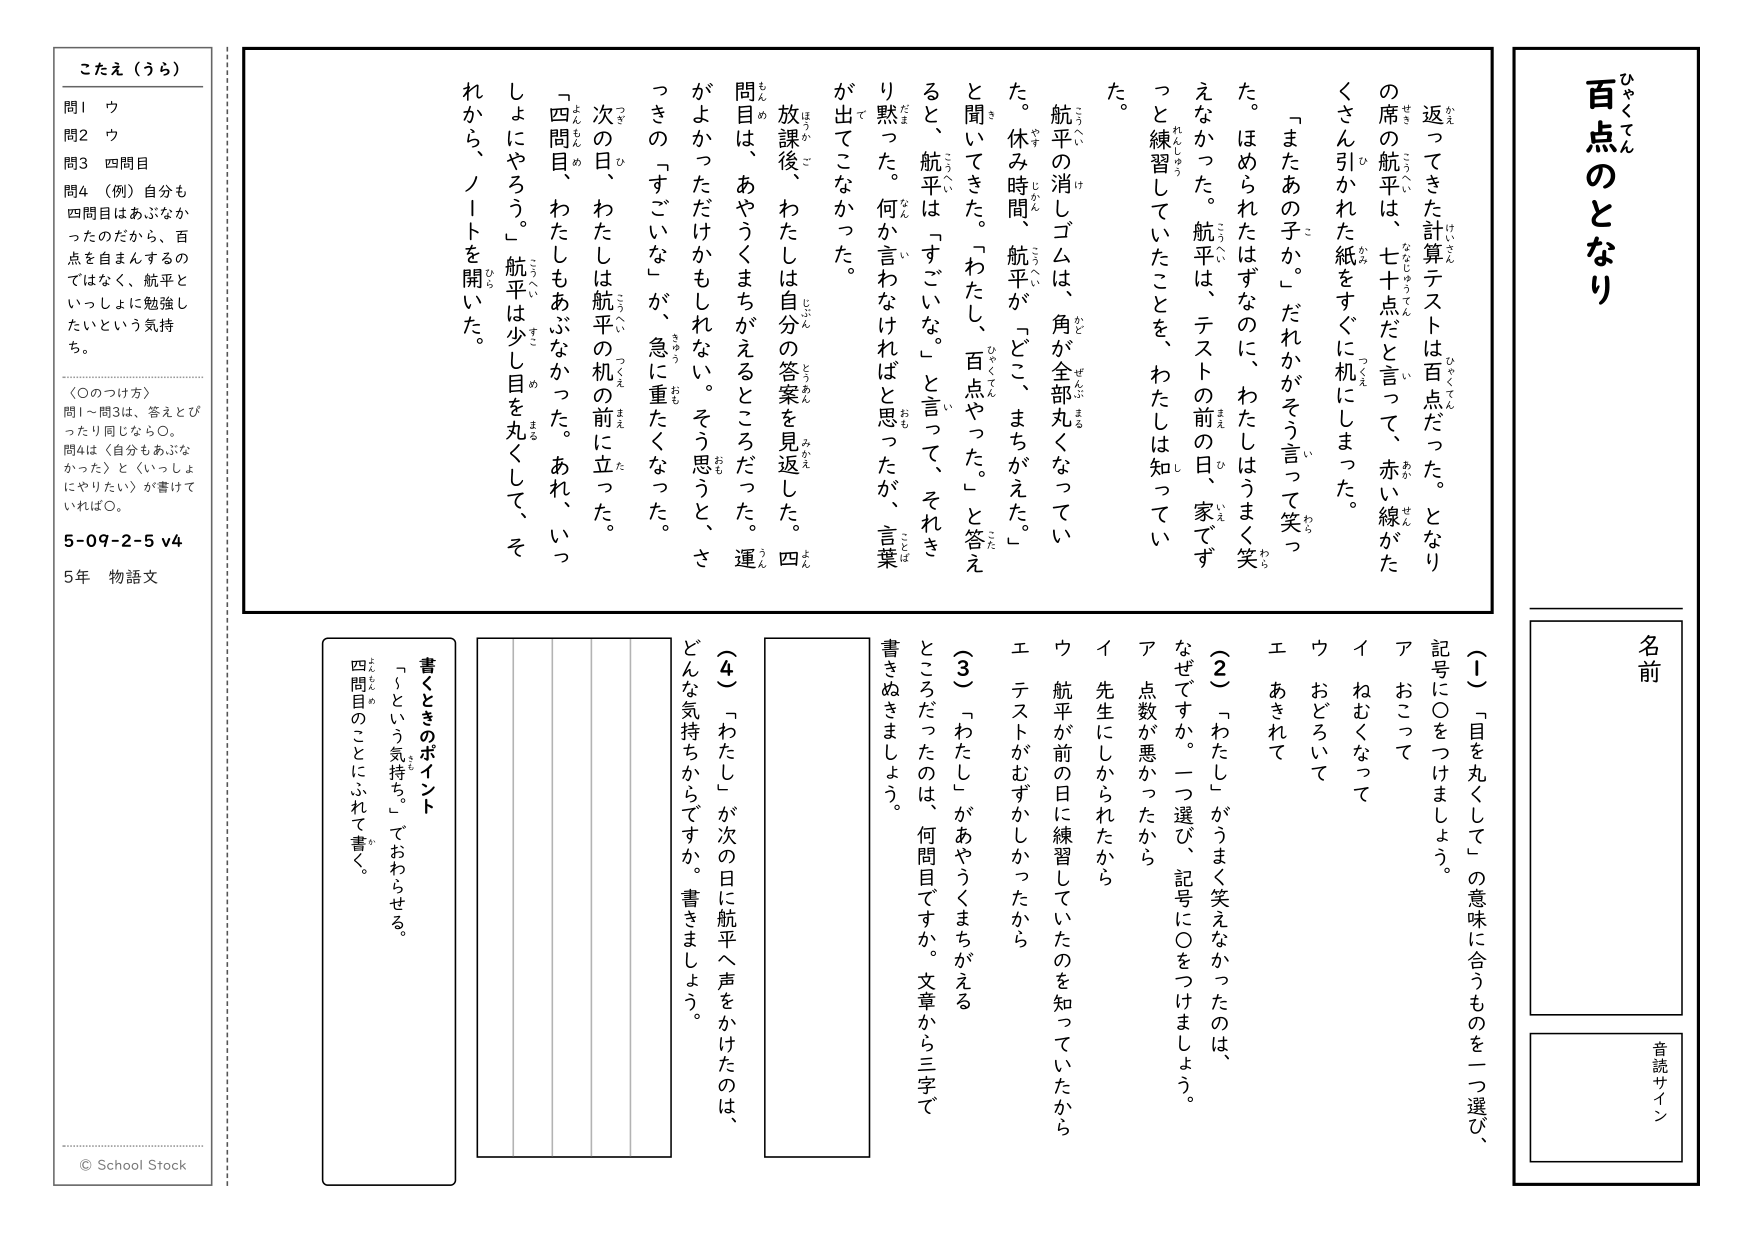 百点のとなり
ひゃくてん
名前
音読サイン
返ってきた計算テストは百点だった。となり
の席の航平は、七十点だと言って、赤い線がた
くさん引かれた紙をすぐに机にしまった。
「またあの子か。」だれかがそう言って笑っ
た。ほめられたはずなのに、わたしはうまく笑
えなかった。航平は、テストの前の日、家でず
っと練習していたことを、わたしは知ってい
た。
航平の消しゴムは、角が全部丸くなってい
た。休み時間、航平が「どこ、まちがえた。」
と聞いてきた。「わたし、百点やった。」と答え
ると、航平は「すごいな。」と言って、それき
り黙った。何か言わなければと思ったが、言葉
が出てこなかった。
放課後、わたしは自分の答案を見返した。四
問目は、あやうくまちがえるところだった。運
がよかっただけかもしれない。そう思うと、さ
っきの「すごいな」が、急に重たくなった。
次の日、わたしは航平の机の前に立った。
「四問目、わたしもあぶなかった。あれ、いっ
しょにやろう。」航平は少し目を丸くして、そ
れから、ノートを開いた。
(1)「目を丸くして」の意味に合うものを一つ選び、
記号に〇をつけましょう。
ア　おこって
イ　ねむくなって
ウ　おどろいて
エ　あきれて
(2)「わたし」がうまく笑えなかったのは、
なぜですか。一つ選び、記号に〇をつけましょう。
ア　点数が悪かったから
イ　先生にしかられたから
ウ　航平が前の日に練習していたのを知っていたから
エ　テストがむずかしかったから
(3)「わたし」があやうくまちがえる
ところだったのは、何問目ですか。文章から三字で
書きぬきましょう。
(4)「わたし」が次の日に航平へ声をかけたのは、
どんな気持ちからですか。書きましょう。
書くときのポイント
「〜という気持ち。」でおわらせる。
四問目のことにふれて書く。
こたえ（うら）
問1　ウ
問2　ウ
問3　四問目
問4　（例）自分も
四問目はあぶなか
ったのだから、百
点を自まんするの
ではなく、航平と
いっしょに勉強し
たいという気持
ち。
〈〇のつけ方〉
問1〜問3は、答えとぴ
ったり同じなら〇。
問4は〈自分もあぶな
かった〉と〈いっしょ
にやりたい〉が書けて
いれば〇。
5-09-2-5 v4
5年　物語文
© School Stock